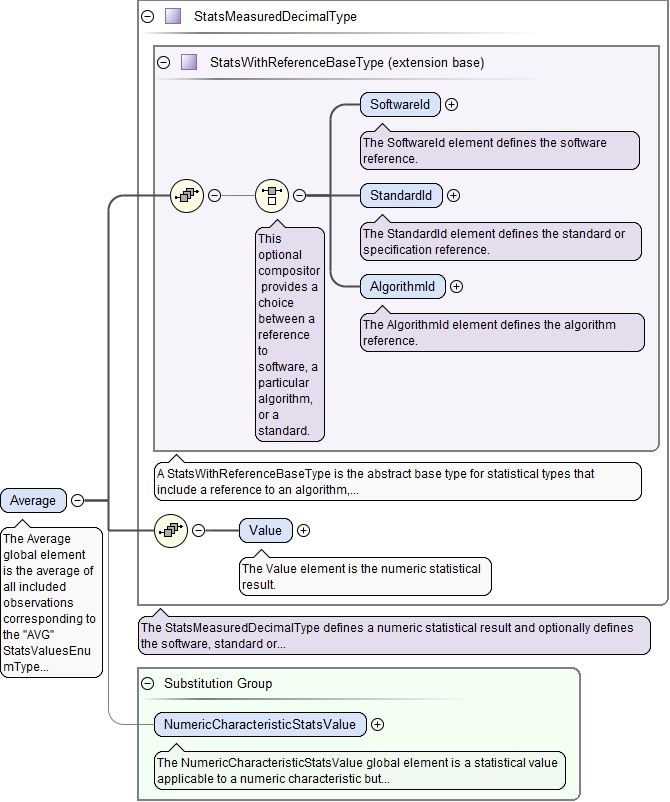 StatsMeasuredDecimalType
StatsWithReferenceBaseType (extension base)
SoftwareId
The SoftwareId element defines the software
reference.
StandardId
The StandardId element defines the standard or
specification reference.
AlgorithmId
The AlgorithmId element defines the algorithm
reference.
This
optional
compositor
provides a
choice
between a
reference
to
software, a
particular
algorithm,
or a
standard.
A StatsWithReferenceBaseType is the abstract base type for statistical types that
include a reference to an algorithm,...
Average
The Average
global element
is the average of
all included
observations
corresponding to
the "AVG"
StatsValuesEnu
mType...
Value
The Value element is the numeric statistical
result.
The StatsMeasuredDecimalType defines a numeric statistical result and optionally defines
the software, standard or...
Substitution Group
NumericCharacteristicStatsValue
The NumericCharacteristicStatsValue global element is a statistical value
applicable to a numeric characteristic but...